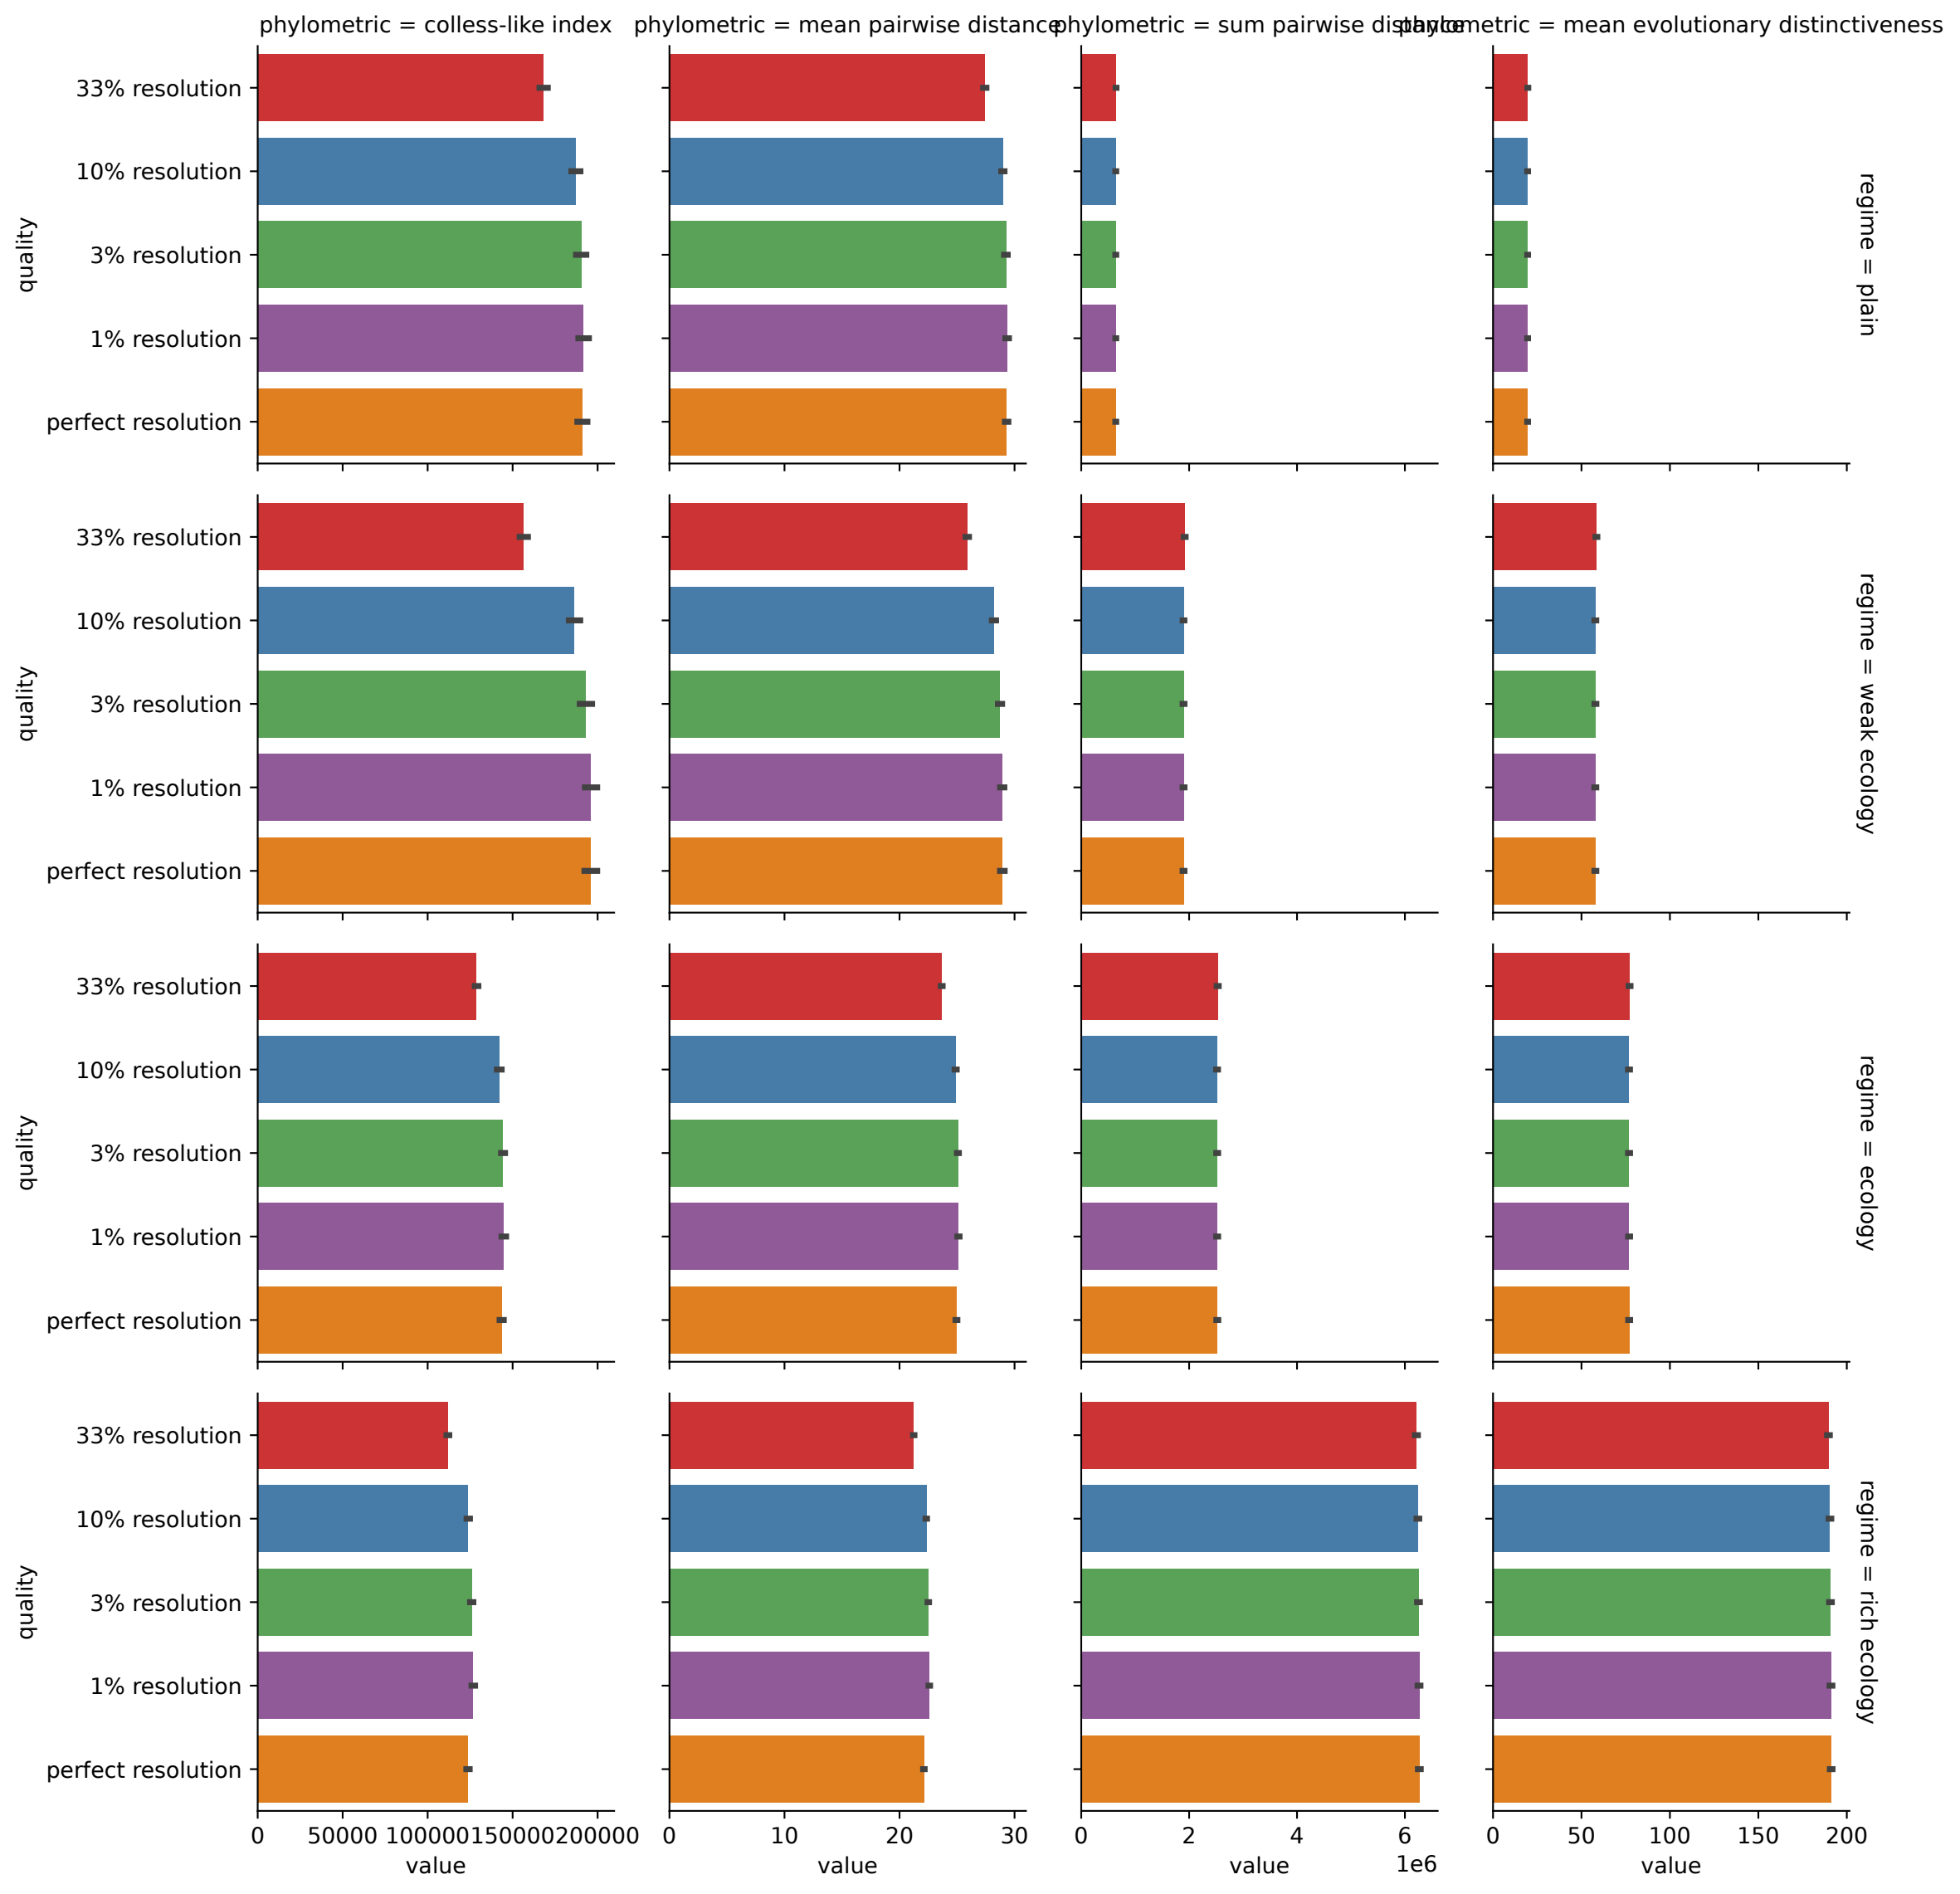 phylometric = colless-like index
phylometric = mean pairwise distance
phylometric = sum pairwise distance
phylometric = mean evolutionary distinctiveness
quality
33% resolution
10% resolution
3% resolution
1% resolution
perfect resolution
regime = plain
quality
33% resolution
10% resolution
3% resolution
1% resolution
perfect resolution
regime = weak ecology
quality
33% resolution
10% resolution
3% resolution
1% resolution
perfect resolution
regime = ecology
quality
33% resolution
10% resolution
3% resolution
1% resolution
perfect resolution
regime = rich ecology
0 50000 100000 150000 200000
value
0 10 20 30
value
0 2 4 6
1e6
value
0 50 100 150 200
value